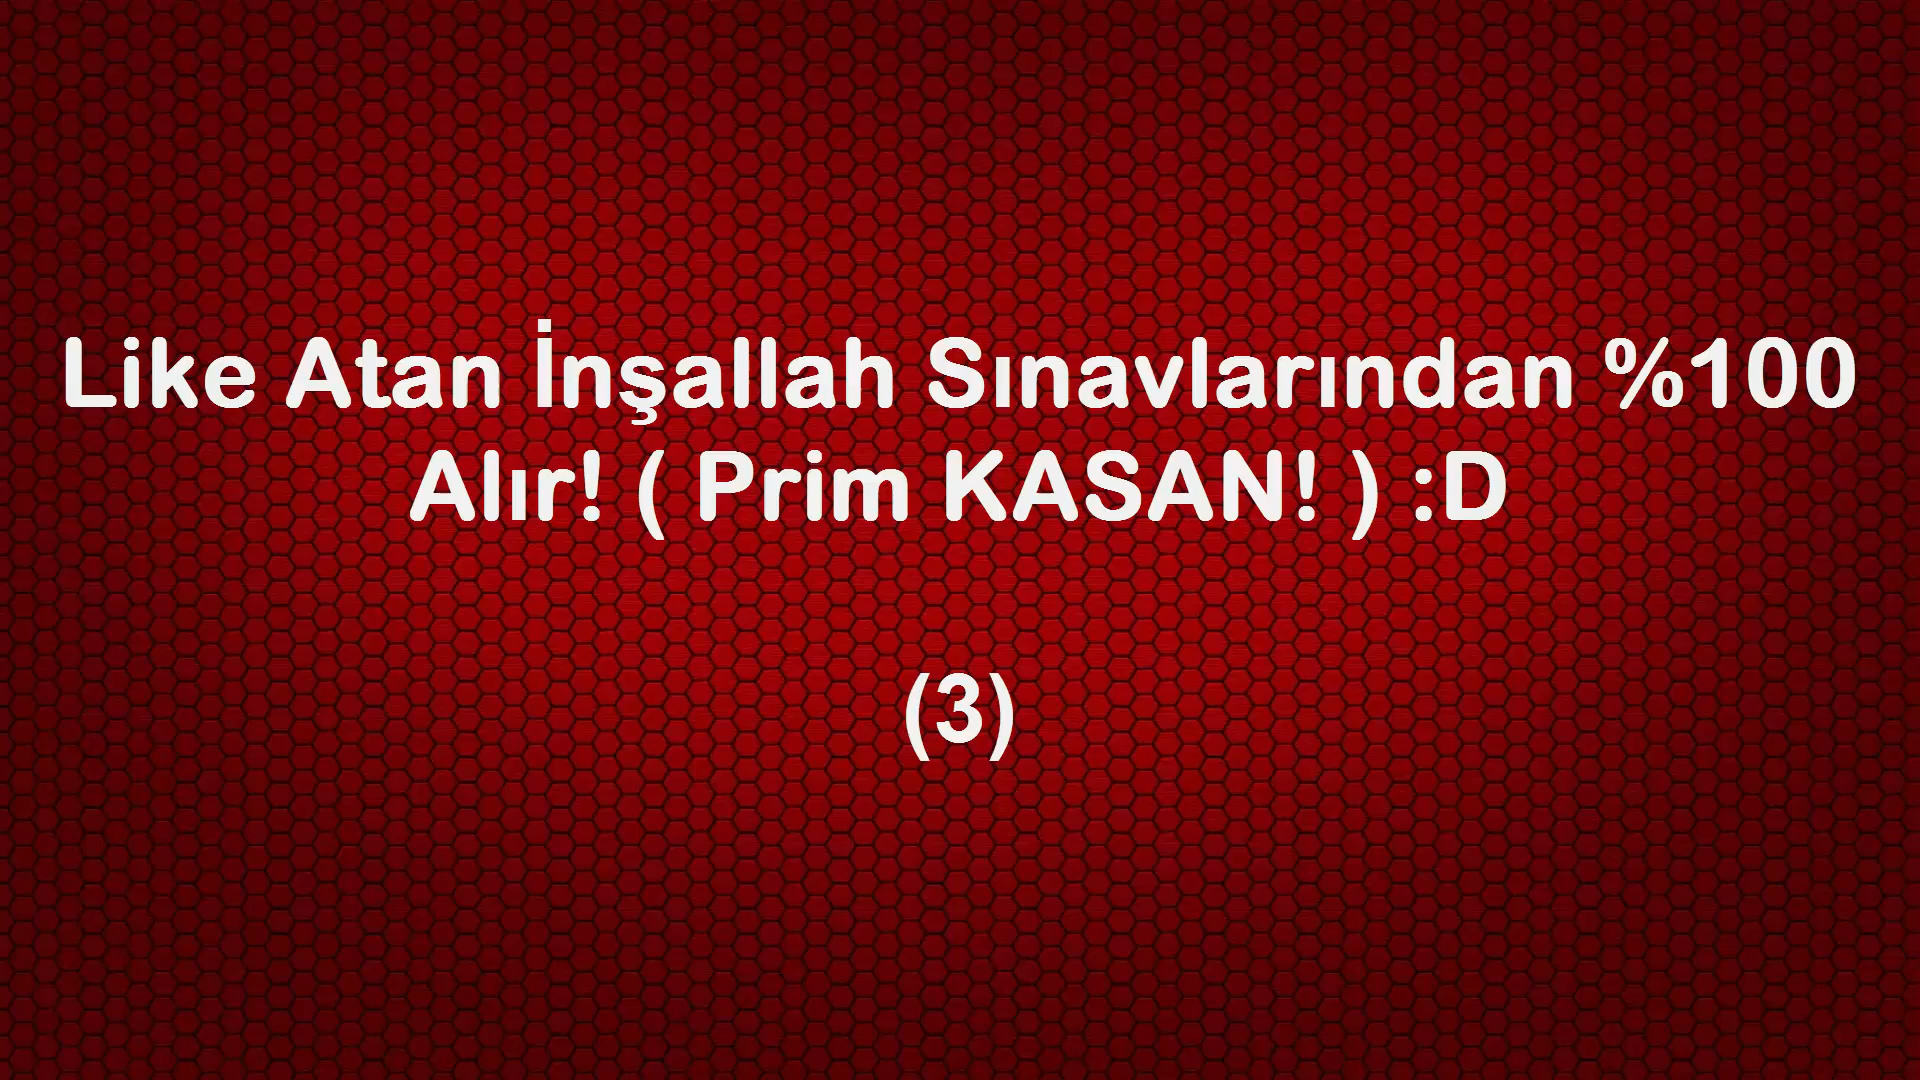 Like Atan İnşallah Sınavlarından %100
Alır! ( Prim KASAN! ) :D
(3)